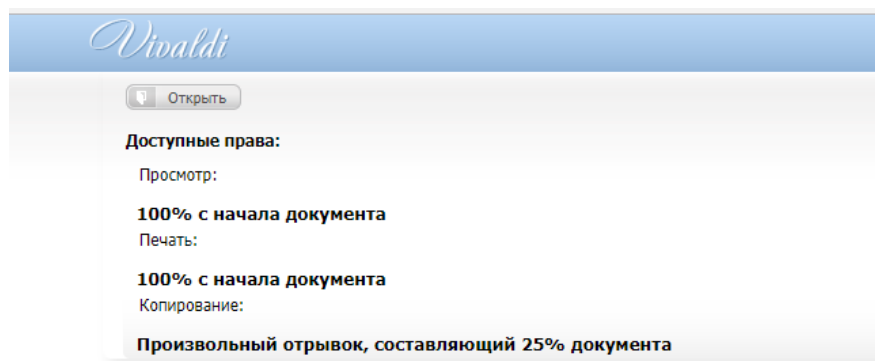 Vivaldi
Открыть
Доступные права:
Просмотр:
100% с начала документа
Печать:
100% с начала документа
Копирование:
Произвольный отрывок, составляющий 25% документа